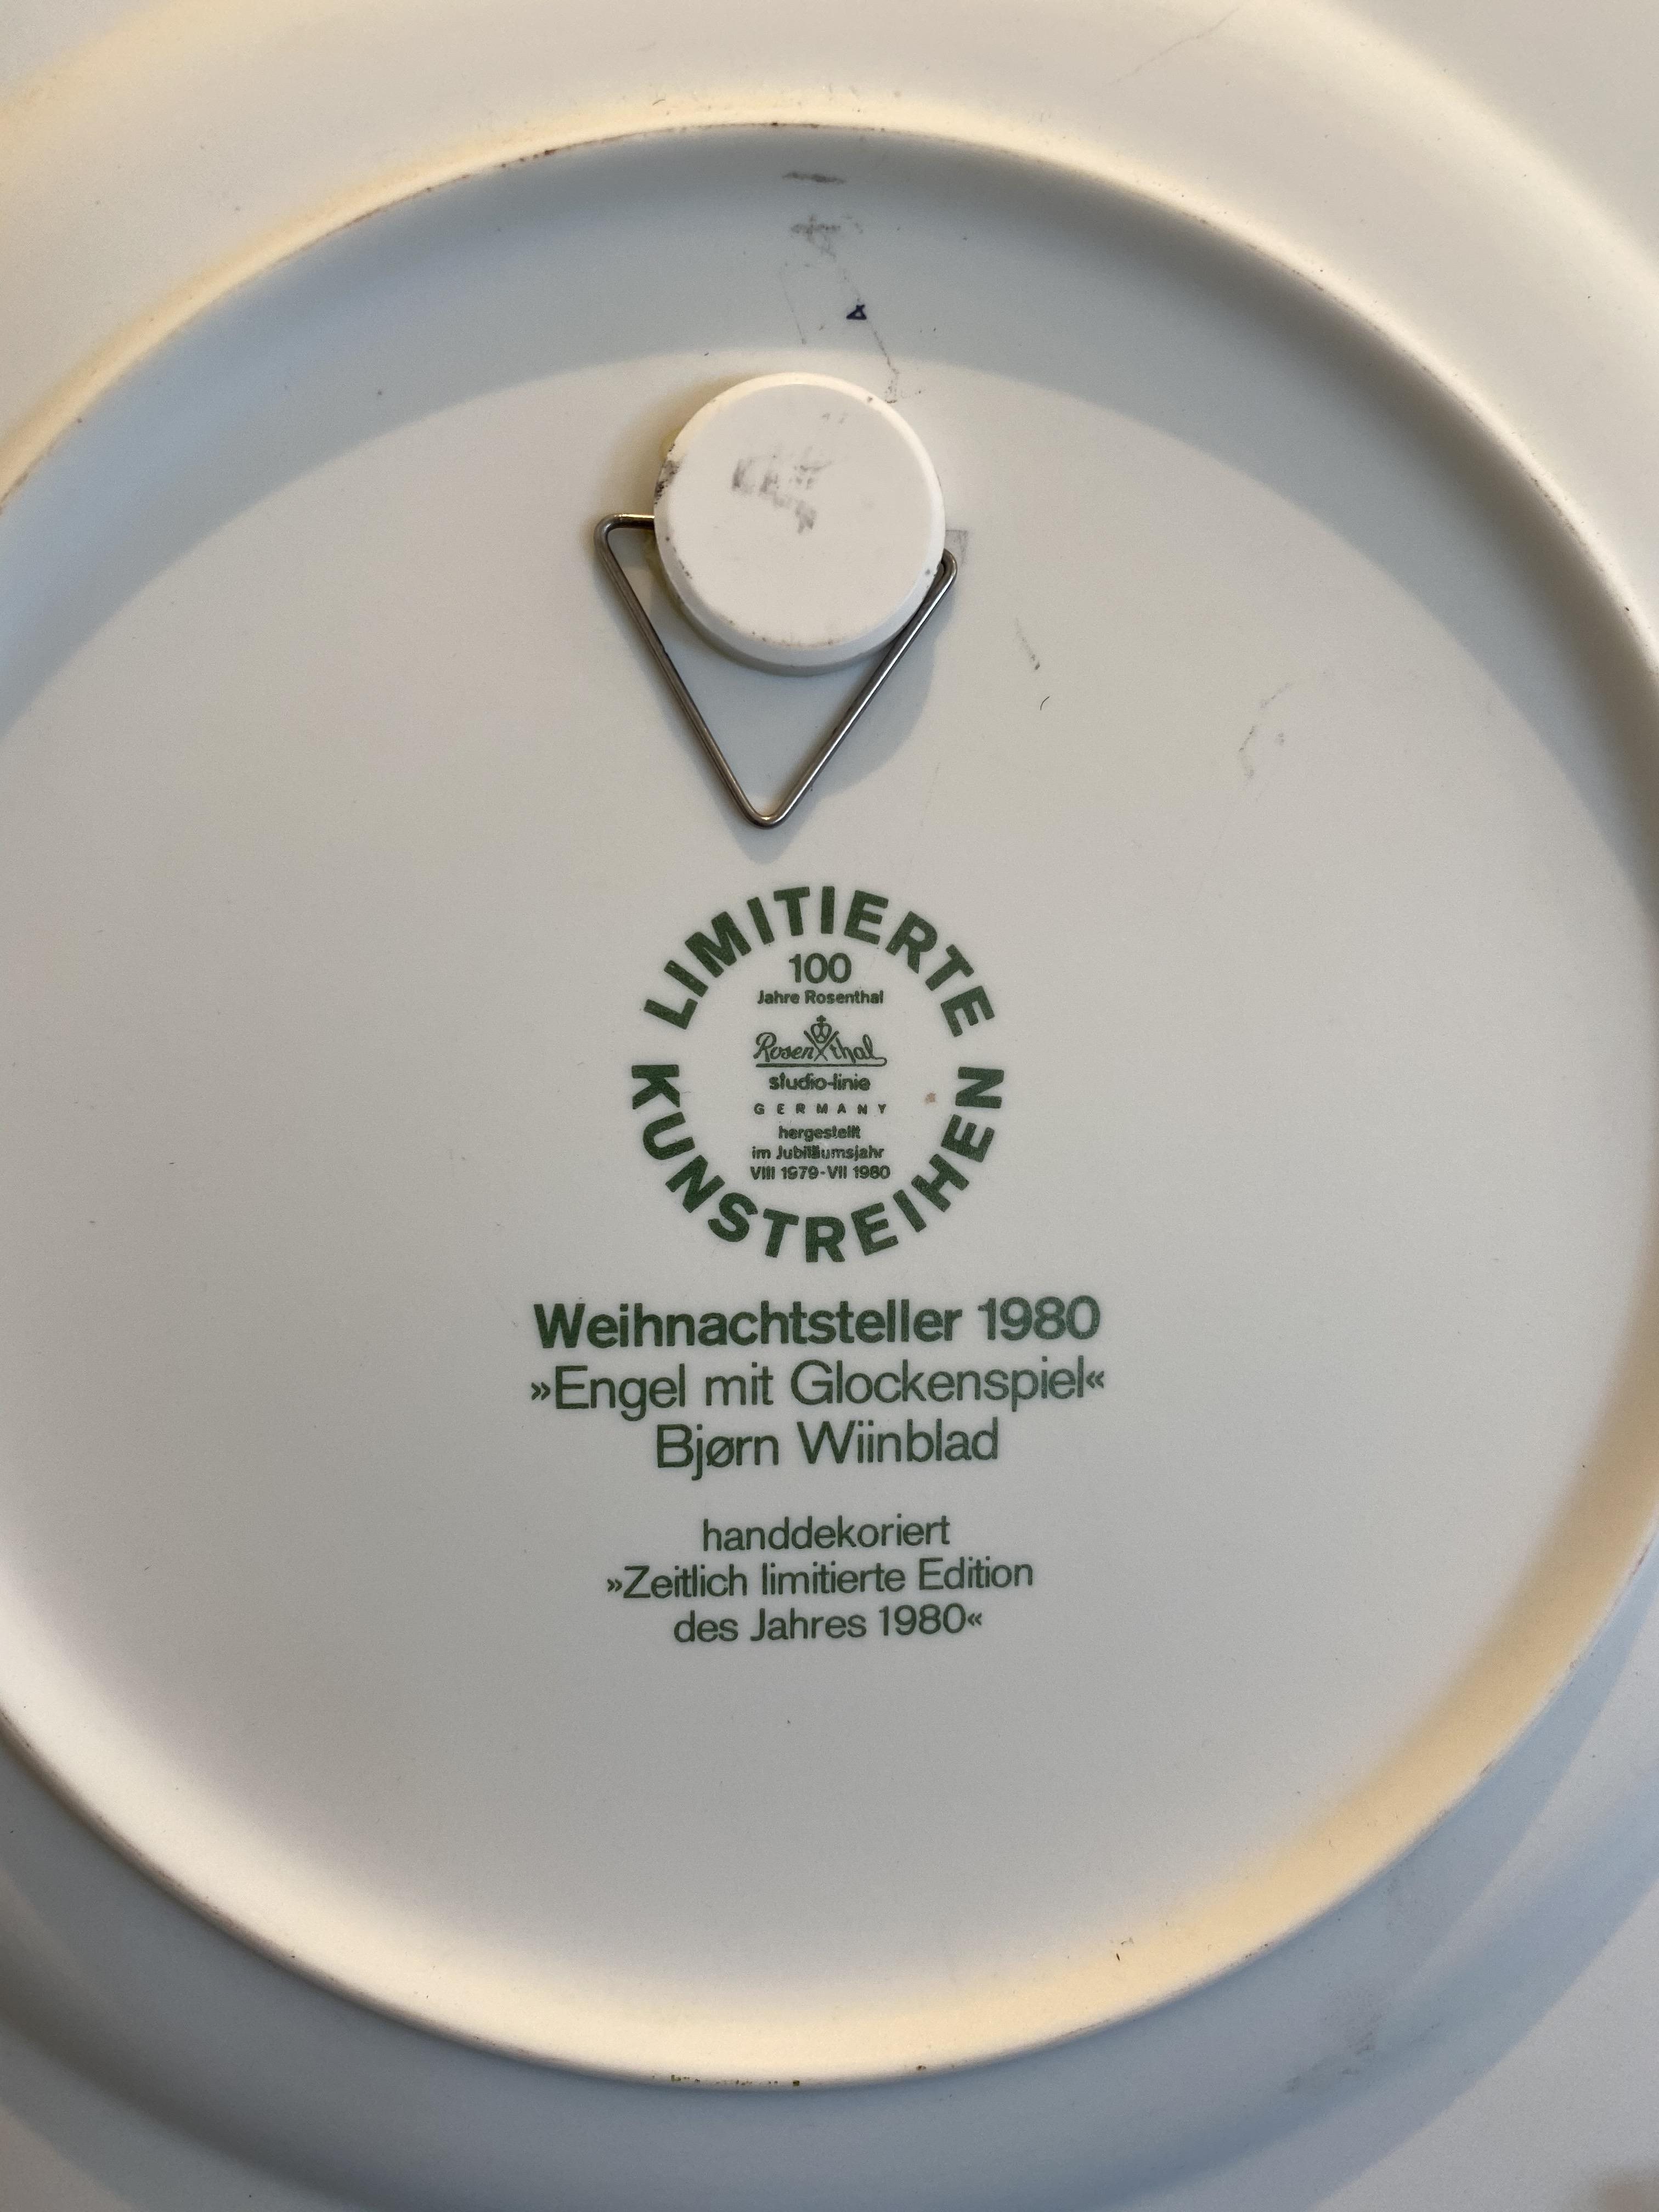 LIMITIERTE
100
Jahre Rosenthal
Rosenthal
studio-linie
GERMANY
hergestellt
im Jubiläumsjahr
VIII 1979-VII 1980
KUNSTREIHEN
Weihnachtsteller 1980
»Engel mit Glockenspiel«
Bjørn Wiinblad
handdekoriert
»Zeitlich limitierte Edition
des Jahres 1980«